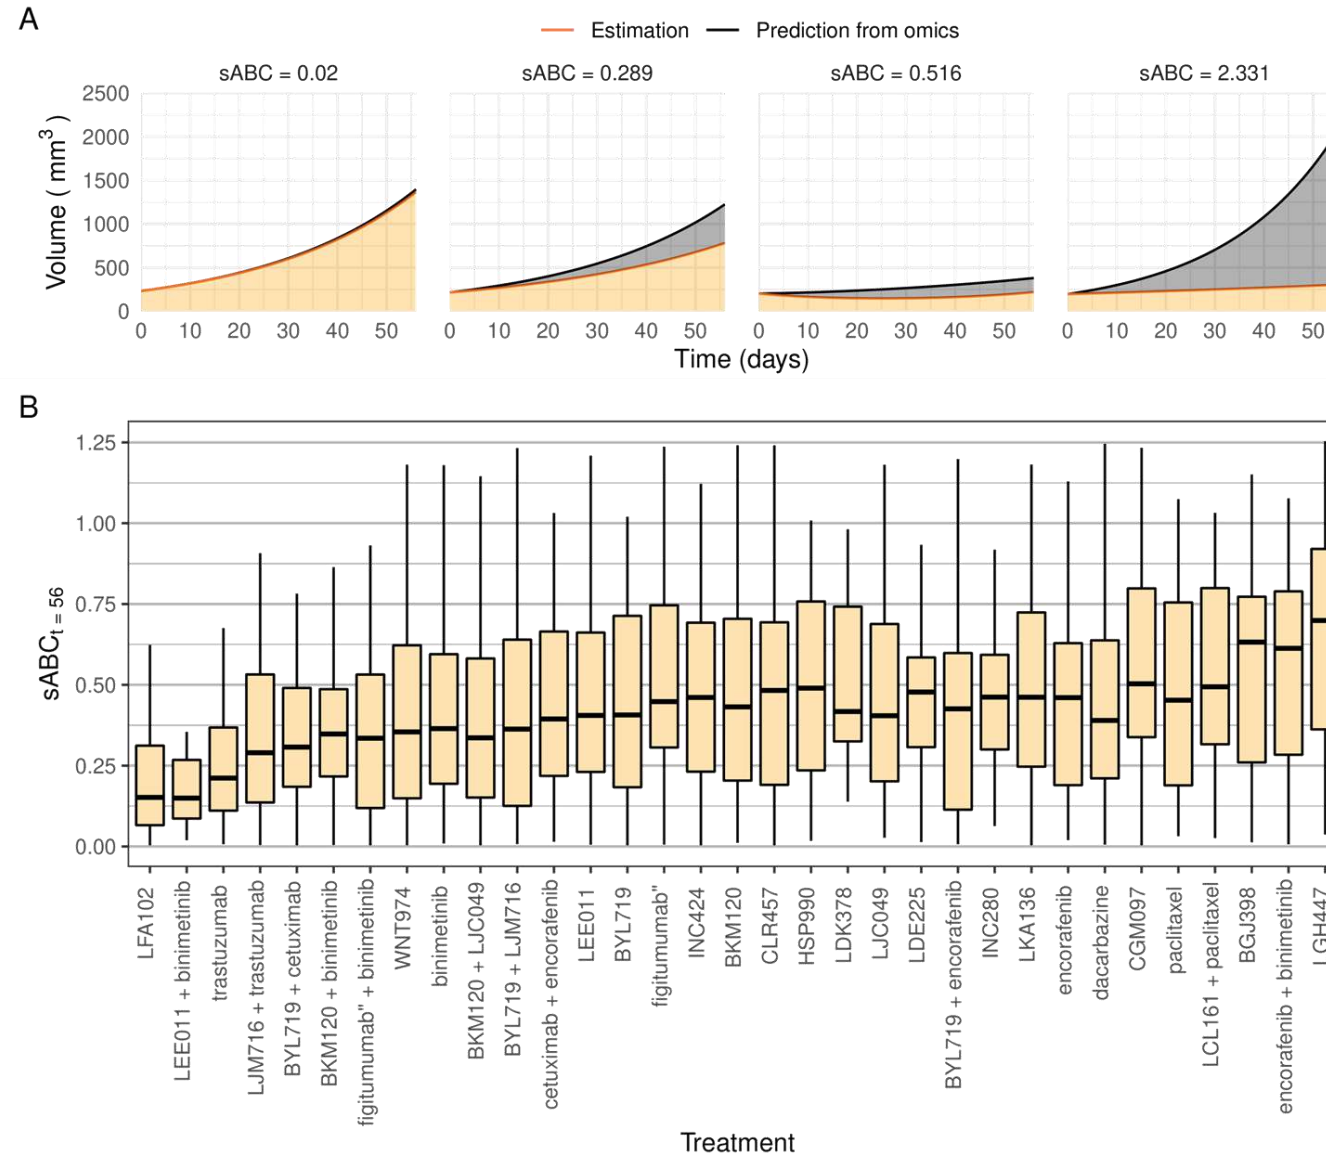 A
Estimation Prediction from omics
sABC = 0.02 sABC = 0.289 sABC = 0.516 sABC = 2.331
2500
2000
1500
1000
500
0
Volume ( mm³ )
0 10 20 30 40 50 0 10 20 30 40 50 0 10 20 30 40 50 0 10 20 30 40 50
Time (days)
B
1.25
1.00
0.75
0.50
0.25
0.00
sABC t = 56
LFA102
LEE011 + binimetinib
trastuzumab
LJM716 + trastuzumab
BYL719 + cetuximab
BKM120 + binimetinib
figitumumab" + binimetinib
WNT974
binimetinib
BKM120 + LJC049
BYL719 + LJM716
cetuximab + encorafenib
LEE011
BYL719
figitumumab"
INC424
BKM120
CLR457
HSP990
LDK378
LJC049
LDE225
BYL719 + encorafenib
INC280
LKA136
encorafenib
dacarbazine
CGM097
paclitaxel
LCL161 + paclitaxel
BGJ398
encorafenib + binimetinib
LGH447
Treatment